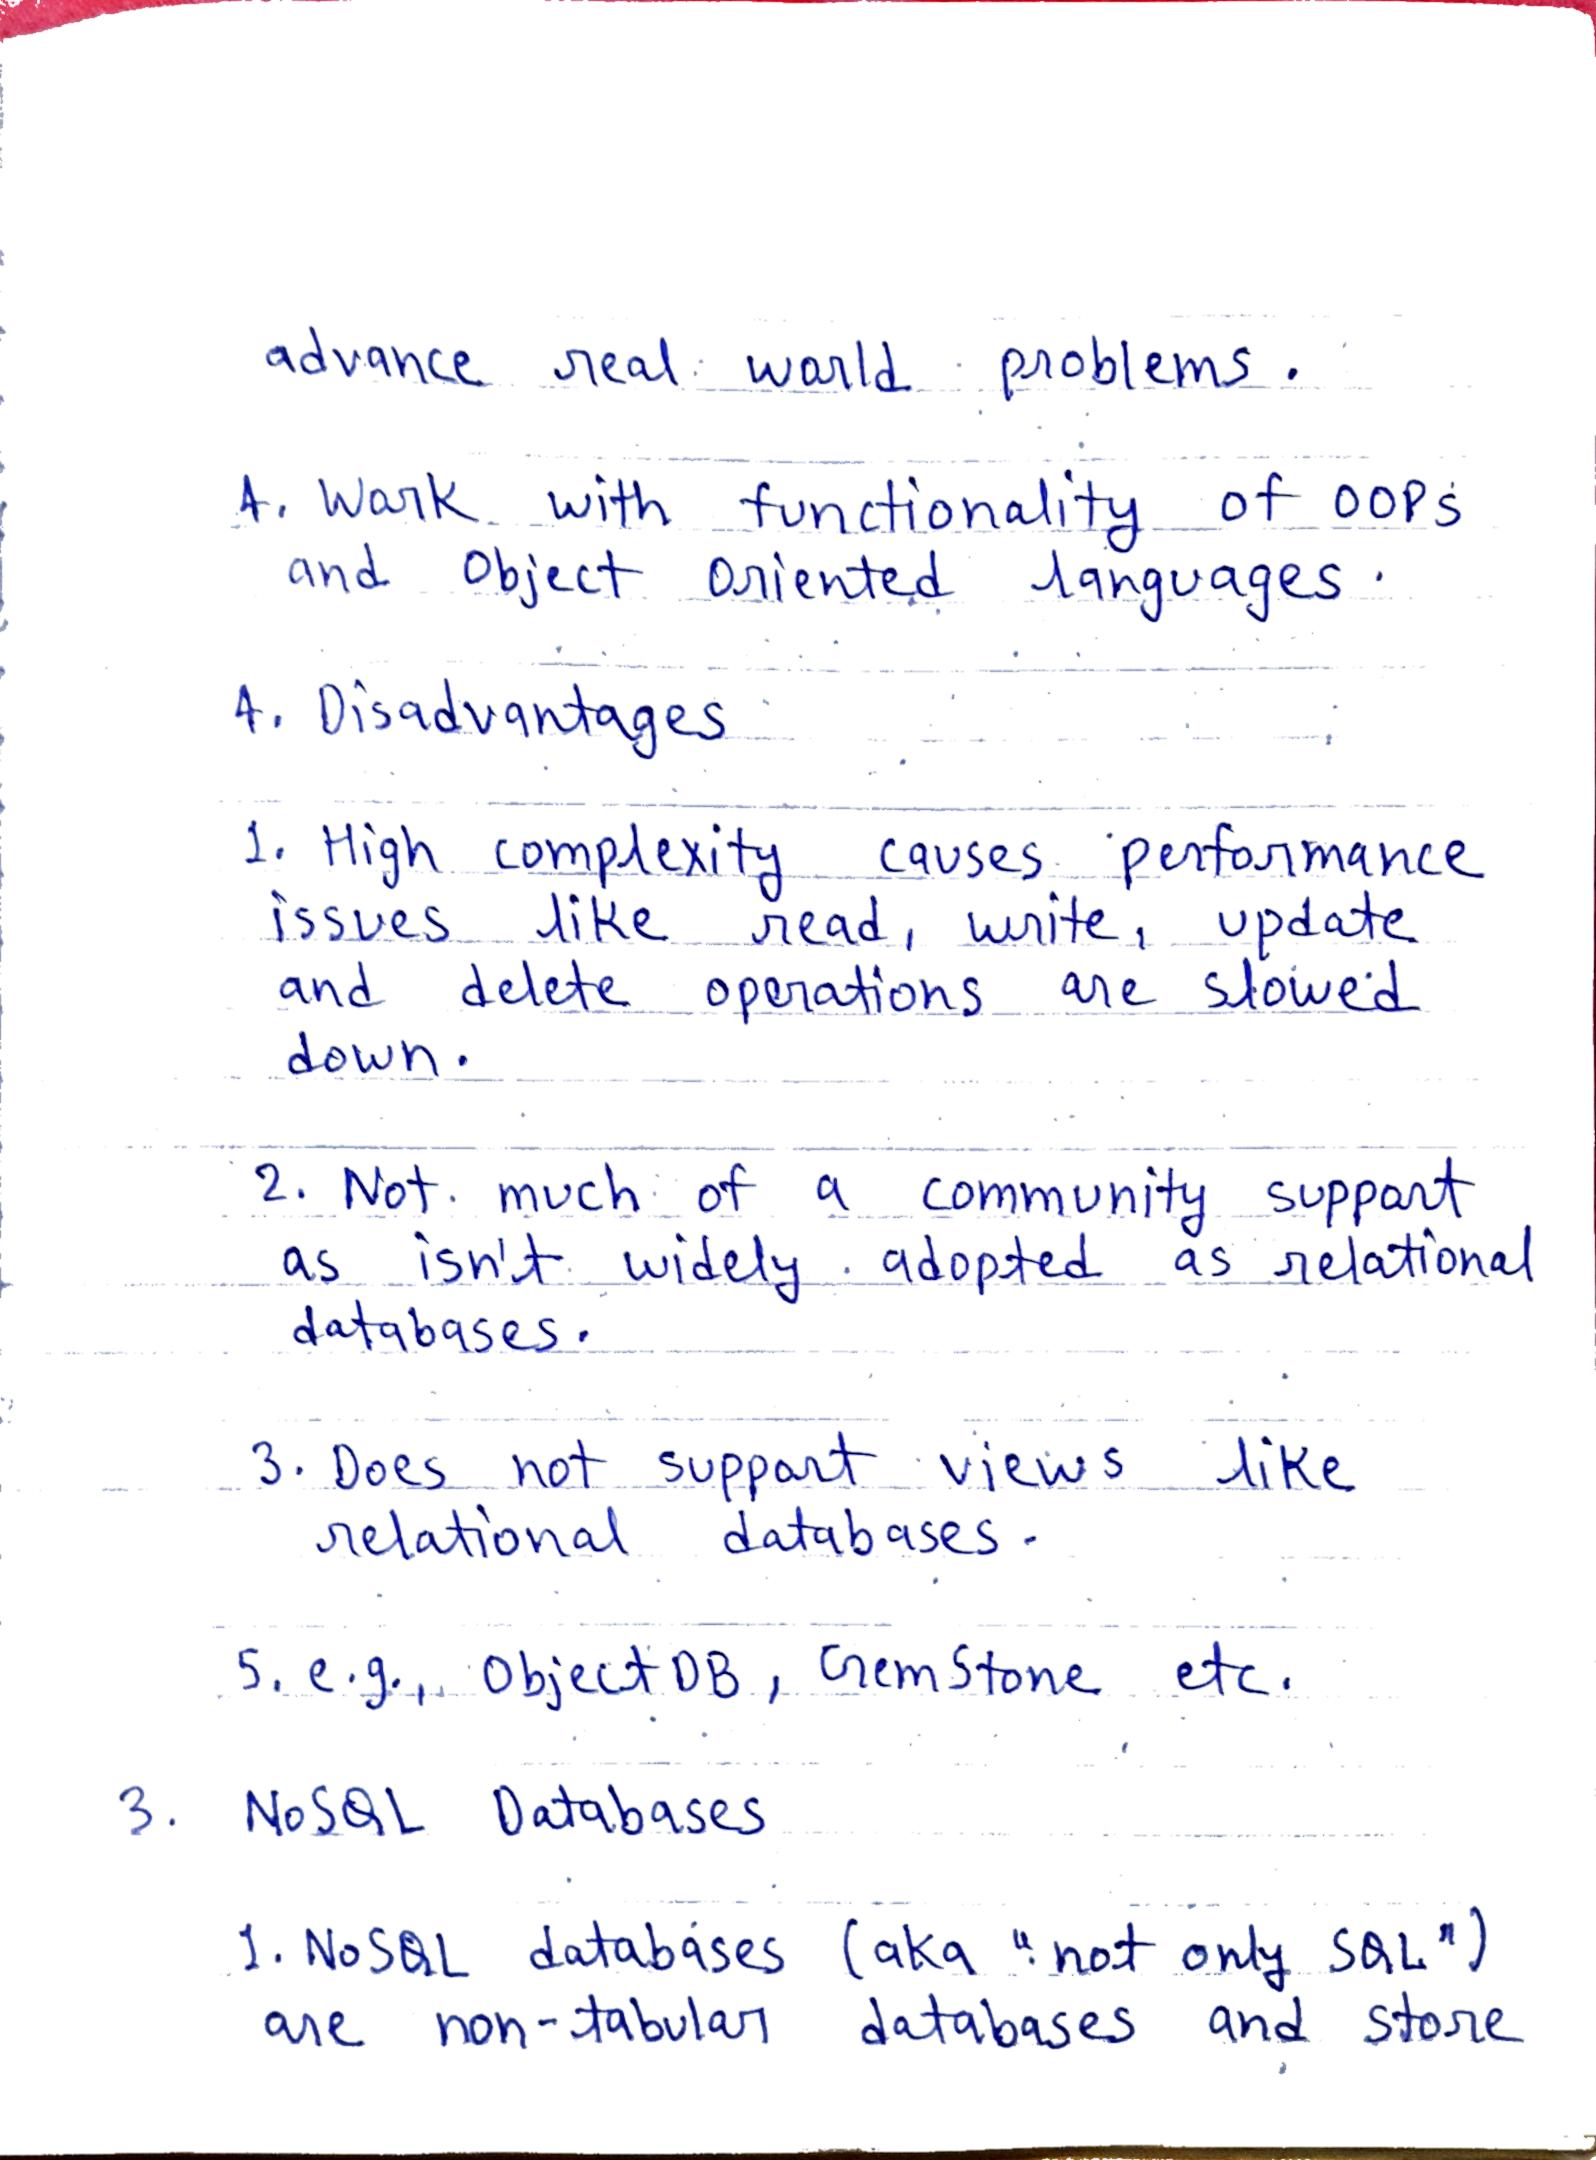 advance real world problems.
4. Work with functionality of OOPs
and Object Oriented languages.
4. Disadvantages
1. High complexity causes performance
issues like read, write, update
and delete operations are slowed
down.
2. Not much of a community support
as isn't widely adopted as relational
databases.
3. Does not support views like
relational databases.
5. e.g., ObjectDB, GemStone etc.
3. NoSQL Databases
1. NoSQL databases (aka "not only SQL")
are non-tabular databases and store